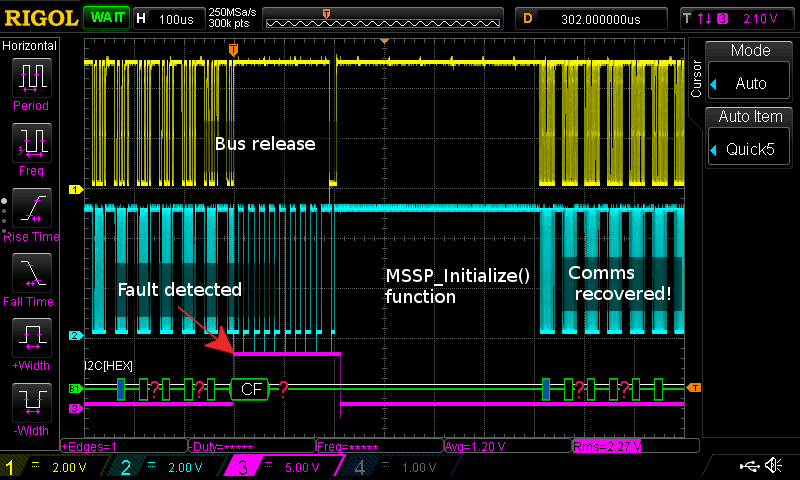 RIGOL WAIT H 100us 250MSa/s D 302.000000us T 3 2.10 V
300k pts
Horizontal
Period
Freq
Rise Time
Fall Time
+Width
-Width
T
Bus release
1
Fault detected
MSSP_Initialize()
function
Comms
recovered!
2
I2C[HEX]
B1 ? ? CF ? ? ? T
3
Cursor
Mode
Auto
Auto Item
Quick5
+Edges=1 -Duty=***** Freq=***** Avg=1.20 V Rms=2.27 V
1 = 2.00 V 2 = 2.00 V 3 = 5.00 V 4 = 1.00 V